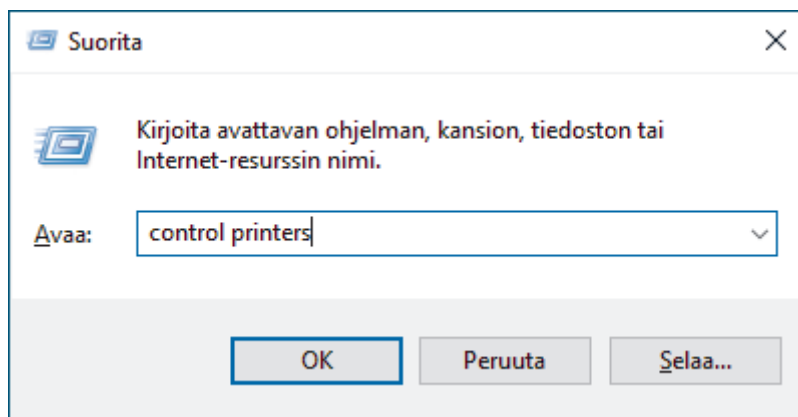 Suorita
Kirjoita avattavan ohjelman, kansion, tiedoston tai
Internet-resurssin nimi.
Avaa: control printers
OK Peruuta Selaa...